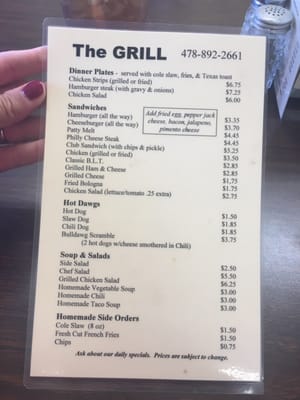 The GRILL 478-892-2661
Dinner Plates - served with cole slaw, fries, & Texas toast
Chicken Strips (grilled or fried) $6.75
Hamburger steak (with gravy & onions) $7.25
Chicken Salad $6.00
Sandwiches
Add fried egg, pepper jack
cheese, bacon, jalapenos,
pimento cheese
Hamburger (all the way) $3.35
Cheeseburger (all the way) $3.70
Patty Melt $4.45
Philly Cheese Steak $4.45
Club Sandwich (with chips & pickle) $5.25
Chicken (grilled or fried) $3.50
Classic B.L.T. $2.85
Grilled Ham & Cheese $2.85
Grilled Cheese $1.75
Fried Bologna $1.75
Chicken Salad (lettuce/tomato .25 extra) $2.75
Hot Dawgs
Hot Dog $1.50
Slaw Dog $1.85
Chili Dog $1.85
Bulldawg Scramble $3.75
(2 hot dogs w/cheese smothered in Chili)
Soup & Salads
Side Salad $2.50
Chef Salad $5.50
Grilled Chicken Salad $6.25
Homemade Vegetable Soup $3.00
Homemade Chili $3.00
Homemade Taco Soup $3.00
Homemade Side Orders
Cole Slaw (8 oz) $1.50
Fresh Cut French Fries $1.50
Chips $0.75
Ask about our daily specials. Prices are subject to change.